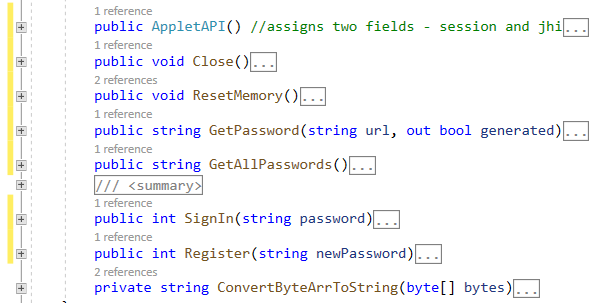 1 reference
public AppletAPI() //assigns two fields - session and jhi...
1 reference
public void Close()...
2 references
public void ResetMemory()...
1 reference
public string GetPassword(string url, out bool generated)...
1 reference
public string GetAllPasswords()...
/// <summary>
1 reference
public int SignIn(string password)...
1 reference
public int Register(string newPassword)...
2 references
private string ConvertByteArrToString(byte[] bytes)...